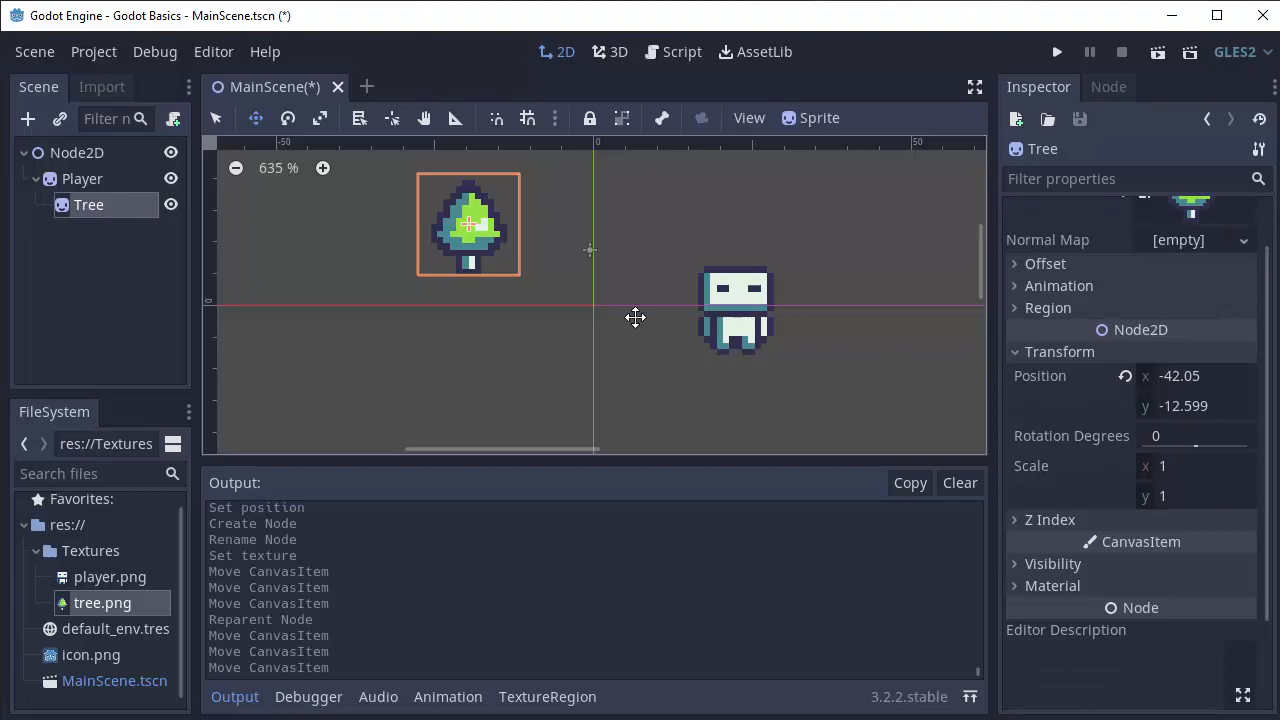 Godot Engine - Godot Basics - MainScene.tscn (*)
Scene Project Debug Editor Help
2D 3D Script AssetLib
GLES2
Scene Import
Filter n
Node2D
Player
Tree
MainScene(*)
View Sprite
-50 0 50
635 %
0
FileSystem
res://Textures
Search files
Favorites:
res://
Textures
player.png
tree.png
default_env.tres
icon.png
MainScene.tscn
Output:
Copy Clear
Set position
Create Node
Rename Node
Set texture
Move CanvasItem
Move CanvasItem
Move CanvasItem
Reparent Node
Move CanvasItem
Move CanvasItem
Move CanvasItem
Output Debugger Audio Animation TextureRegion
3.2.2.stable
Inspector Node
Tree
Filter properties
Normal Map [empty]
Offset
Animation
Region
Node2D
Transform
Position x -42.05
y -12.599
Rotation Degrees 0
Scale x 1
y 1
Z Index
CanvasItem
Visibility
Material
Node
Editor Description